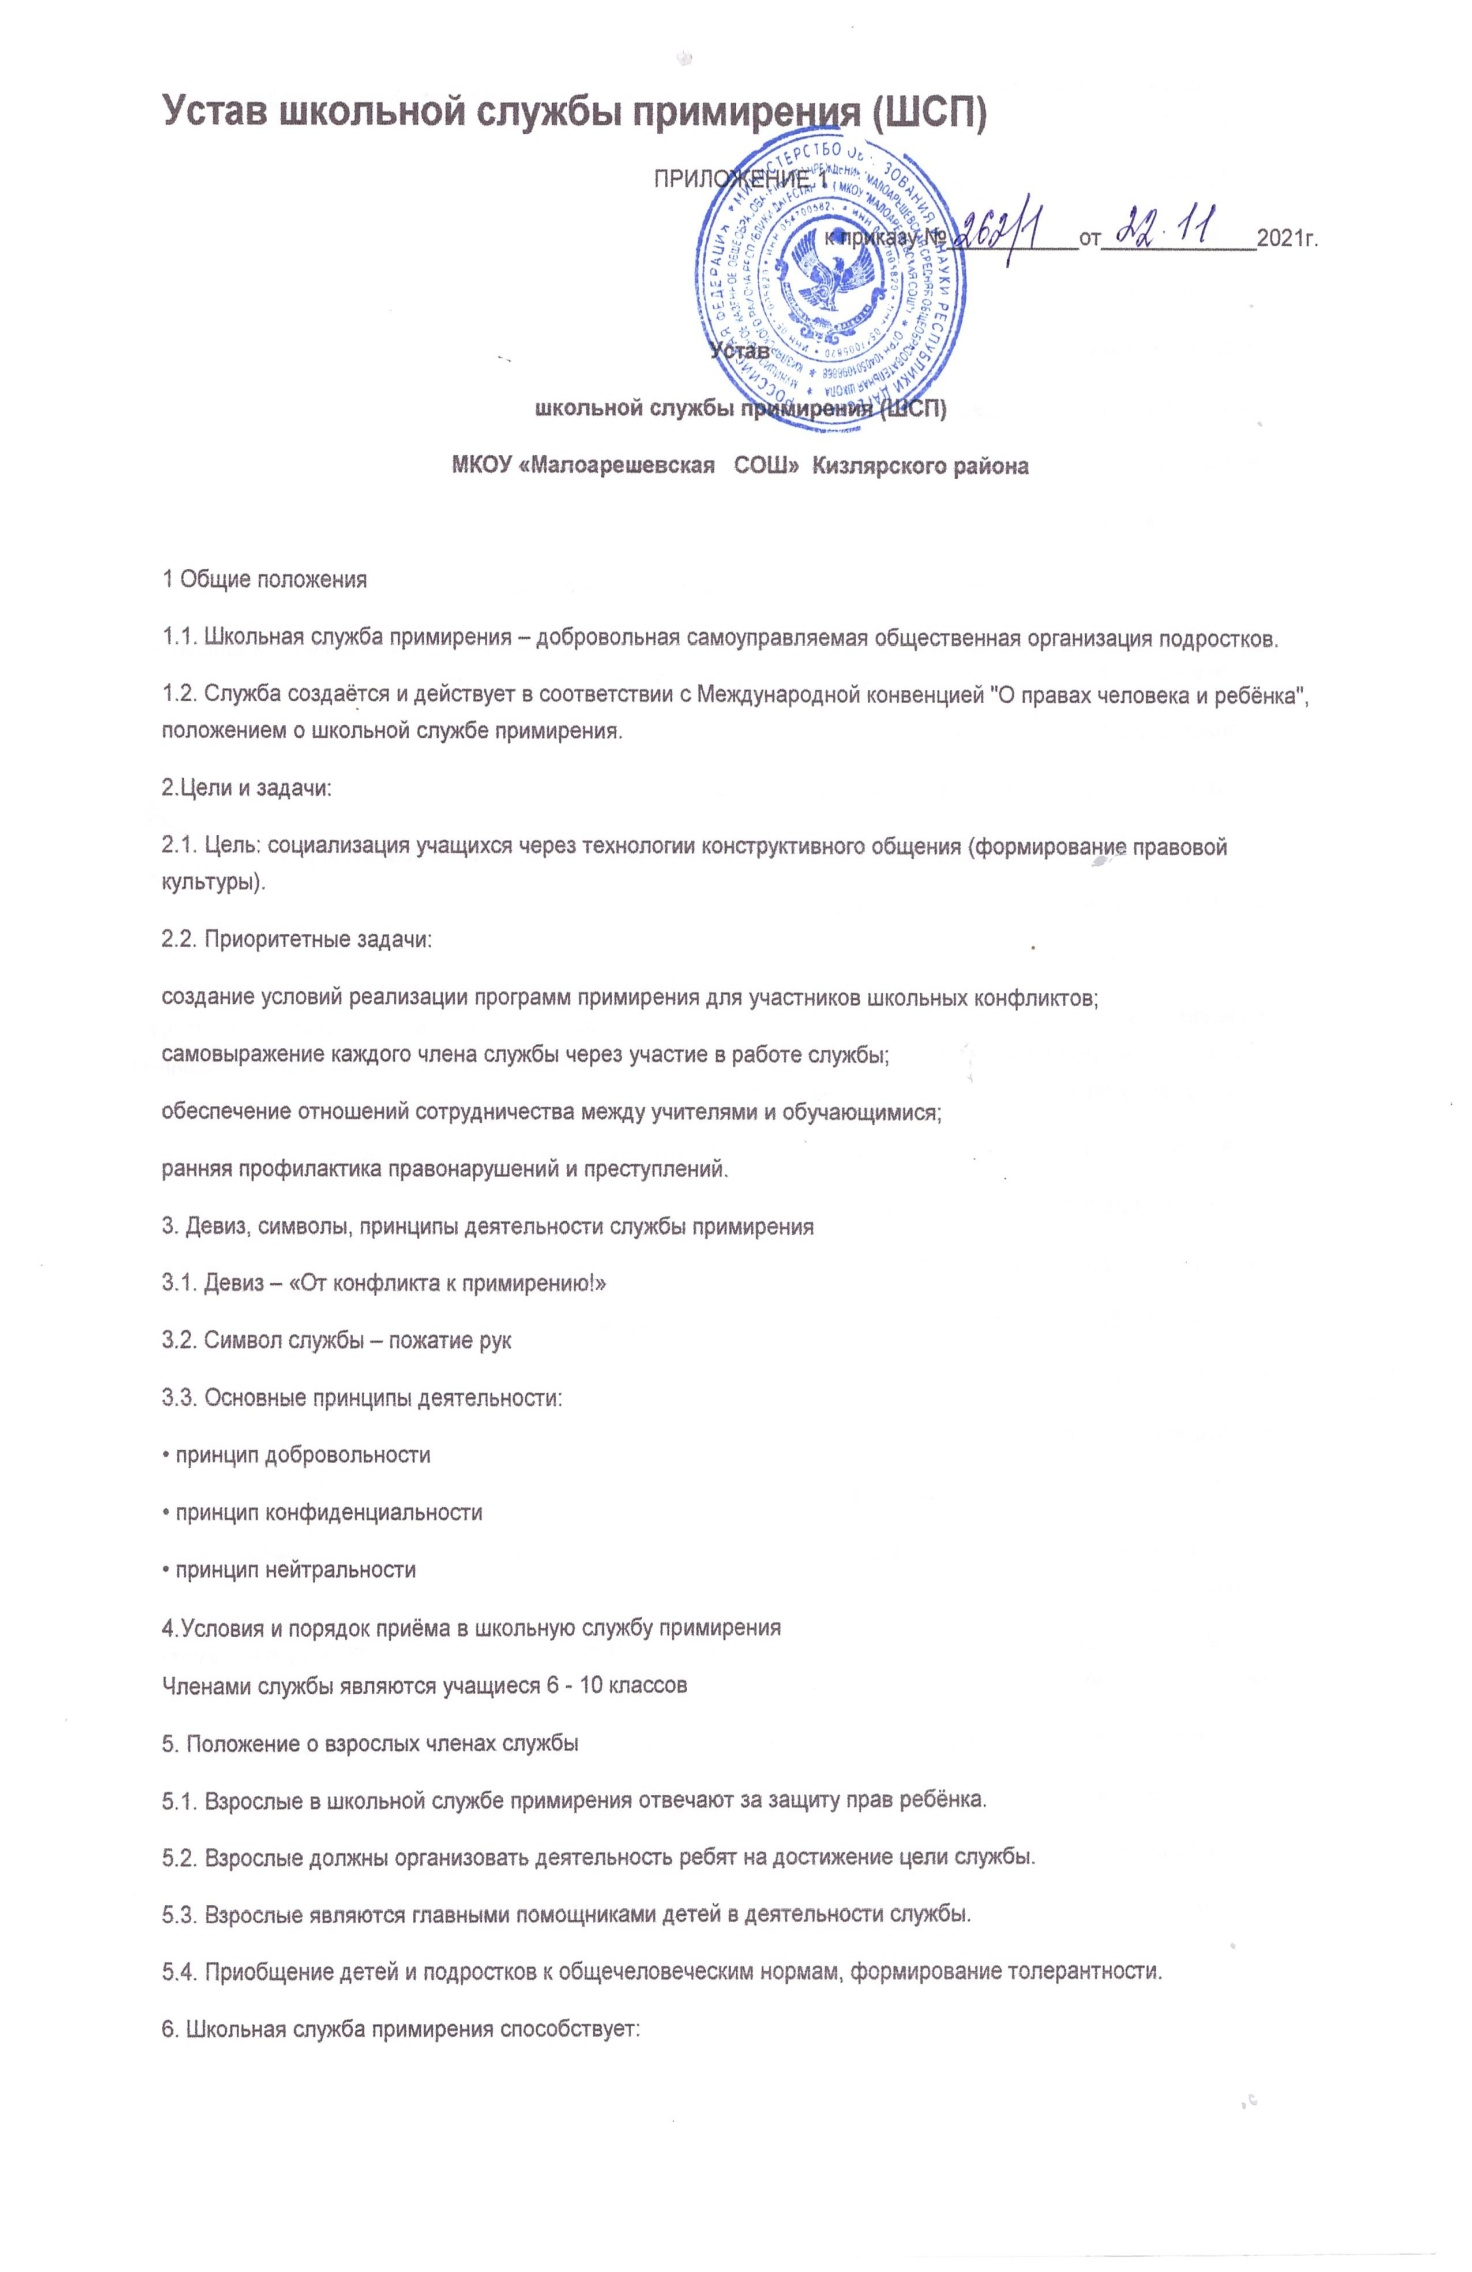 Устав школьной службы примирения (ШСП)
ПРИЛОЖЕНИЕ 1
к приказу № 262/1 от 22.11 2021г.
Устав
школьной службы примирения (ШСП)
МКОУ «Малоарешевская СОШ» Кизлярского района
1 Общие положения
1.1. Школьная служба примирения – добровольная самоуправляемая общественная организация подростков.
1.2. Служба создаётся и действует в соответствии с Международной конвенцией "О правах человека и ребёнка",
положением о школьной службе примирения.
2.Цели и задачи:
2.1. Цель: социализация учащихся через технологии конструктивного общения (формирование правовой
культуры).
2.2. Приоритетные задачи:
создание условий реализации программ примирения для участников школьных конфликтов;
самовыражение каждого члена службы через участие в работе службы;
обеспечение отношений сотрудничества между учителями и обучающимися;
ранняя профилактика правонарушений и преступлений.
3. Девиз, символы, принципы деятельности службы примирения
3.1. Девиз – «От конфликта к примирению!»
3.2. Символ службы – пожатие рук
3.3. Основные принципы деятельности:
• принцип добровольности
• принцип конфиденциальности
• принцип нейтральности
4.Условия и порядок приёма в школьную службу примирения
Членами службы являются учащиеся 6 - 10 классов
5. Положение о взрослых членах службы
5.1. Взрослые в школьной службе примирения отвечают за защиту прав ребёнка.
5.2. Взрослые должны организовать деятельность ребят на достижение цели службы.
5.3. Взрослые являются главными помощниками детей в деятельности службы.
5.4. Приобщение детей и подростков к общечеловеческим нормам, формирование толерантности.
6. Школьная служба примирения способствует:
РОССИЙСКАЯ ФЕДЕРАЦИЯ * МИНИСТЕРСТВО ЗОВАНИЯ И НАУКИ РЕСПУБЛИКИ